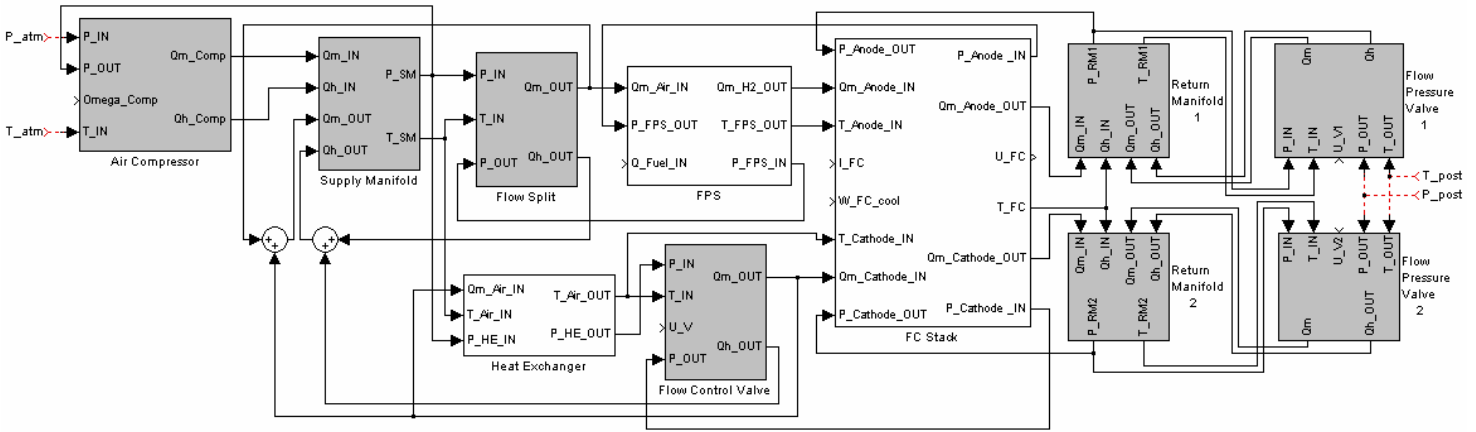 P_atm
P_IN
P_OUT
Omega_Comp
T_atm
T_IN
Qm_Comp
Qh_Comp
Air Compressor
Qm_IN
Qh_IN
Qm_OUT
Qh_OUT
P_SM
T_SM
Supply Manifold
P_IN
T_IN
P_OUT
Qm_OUT
Qh_OUT
Flow Split
Qm_Air_IN
P_FPS_OUT
Q_Fuel_IN
Qm_H2_OUT
T_FPS_OUT
P_FPS_IN
FPS
P_Anode_OUT
Qm_Anode_IN
T_Anode_IN
I_FC
W_FC_cool
T_Cathode_IN
Qm_Cathode_IN
P_Cathode_OUT
P_Anode_IN
Qm_Anode_OUT
U_FC
T_FC
Qm_Cathode_OUT
P_Cathode _IN
FC Stack
P_RM1
T_RM1
Qm_IN
Qh_IN
Qm_OUT
Qh_OUT
Return
Manifold
1
Qm
Qh
P_IN
T_IN
U_V1
P_OUT
T_OUT
Flow
Pressure
Valve
1
T_post
P_post
Qm_IN
Qh_IN
Qm_OUT
Qh_OUT
P_RM2
T_RM2
Return
Manifold
2
P_IN
T_IN
U_V2
P_OUT
T_OUT
Qm
Qh_OUT
Flow
Pressure
Valve
2
+
+
+
+
Qm_Air_IN
T_Air_IN
P_HE_IN
T_Air_OUT
P_HE_OUT
Heat Exchanger
P_IN
T_IN
U_V
P_OUT
Qm_OUT
Qh_OUT
Flow Control Valve